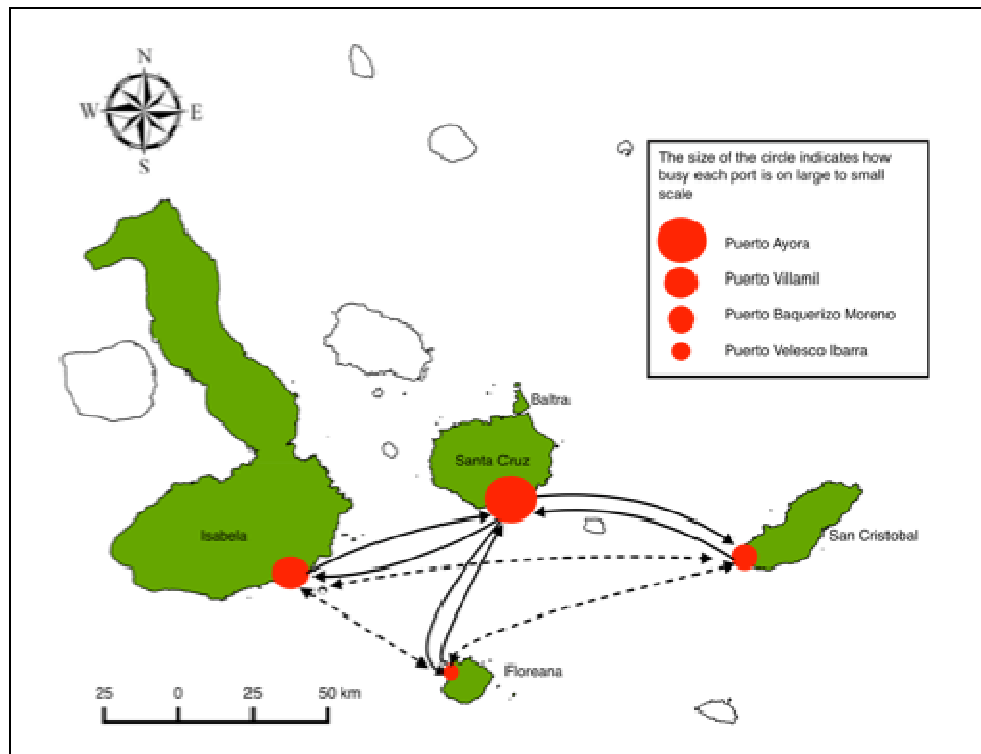 N
W E
S
The size of the circle indicates how
busy each port is on large to small
scale
Puerto Ayora
Puerto Villamil
Puerto Baquerizo Moreno
Puerto Velesco Ibarra
Baltra
Santa Cruz
Isabela
San Cristobal
Floreana
25 0 25 50 km